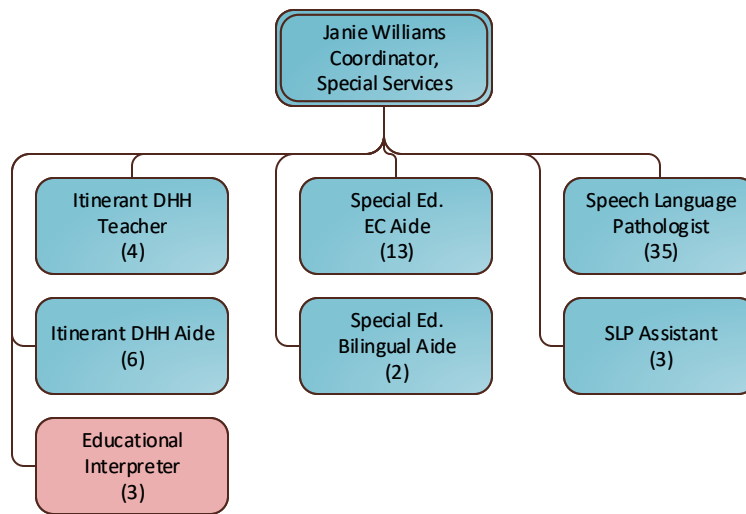 Janie Williams
Coordinator,
Special Services
Itinerant DHH
Teacher
(4)
Special Ed.
EC Aide
(13)
Speech Language
Pathologist
(35)
Itinerant DHH Aide
(6)
Special Ed.
Bilingual Aide
(2)
SLP Assistant
(3)
Educational
Interpreter
(3)